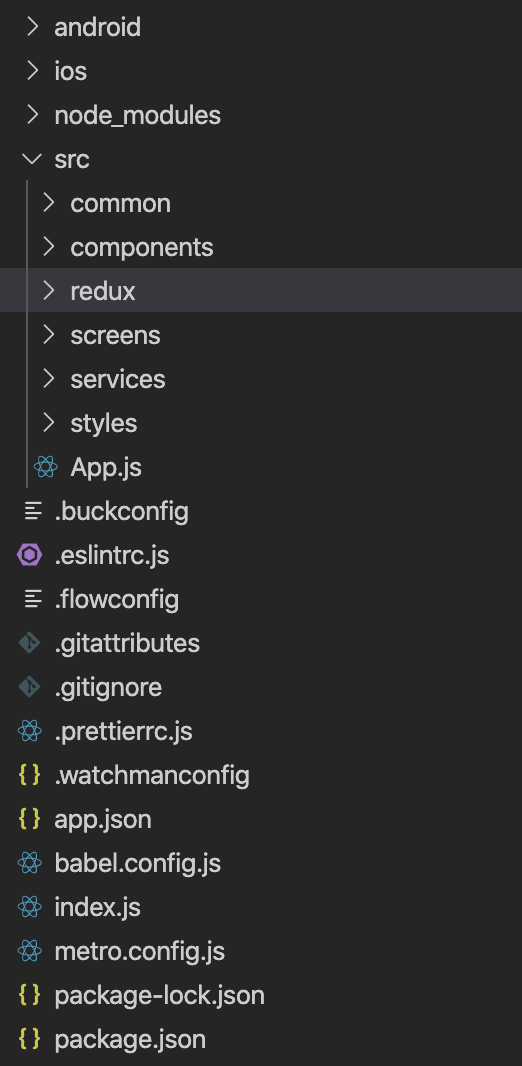 android
ios
node_modules
src
common
components
redux
screens
services
styles
App.js
.buckconfig
.eslintrc.js
.flowconfig
.gitattributes
.gitignore
.prettierrc.js
.watchmanconfig
app.json
babel.config.js
index.js
metro.config.js
package-lock.json
package.json